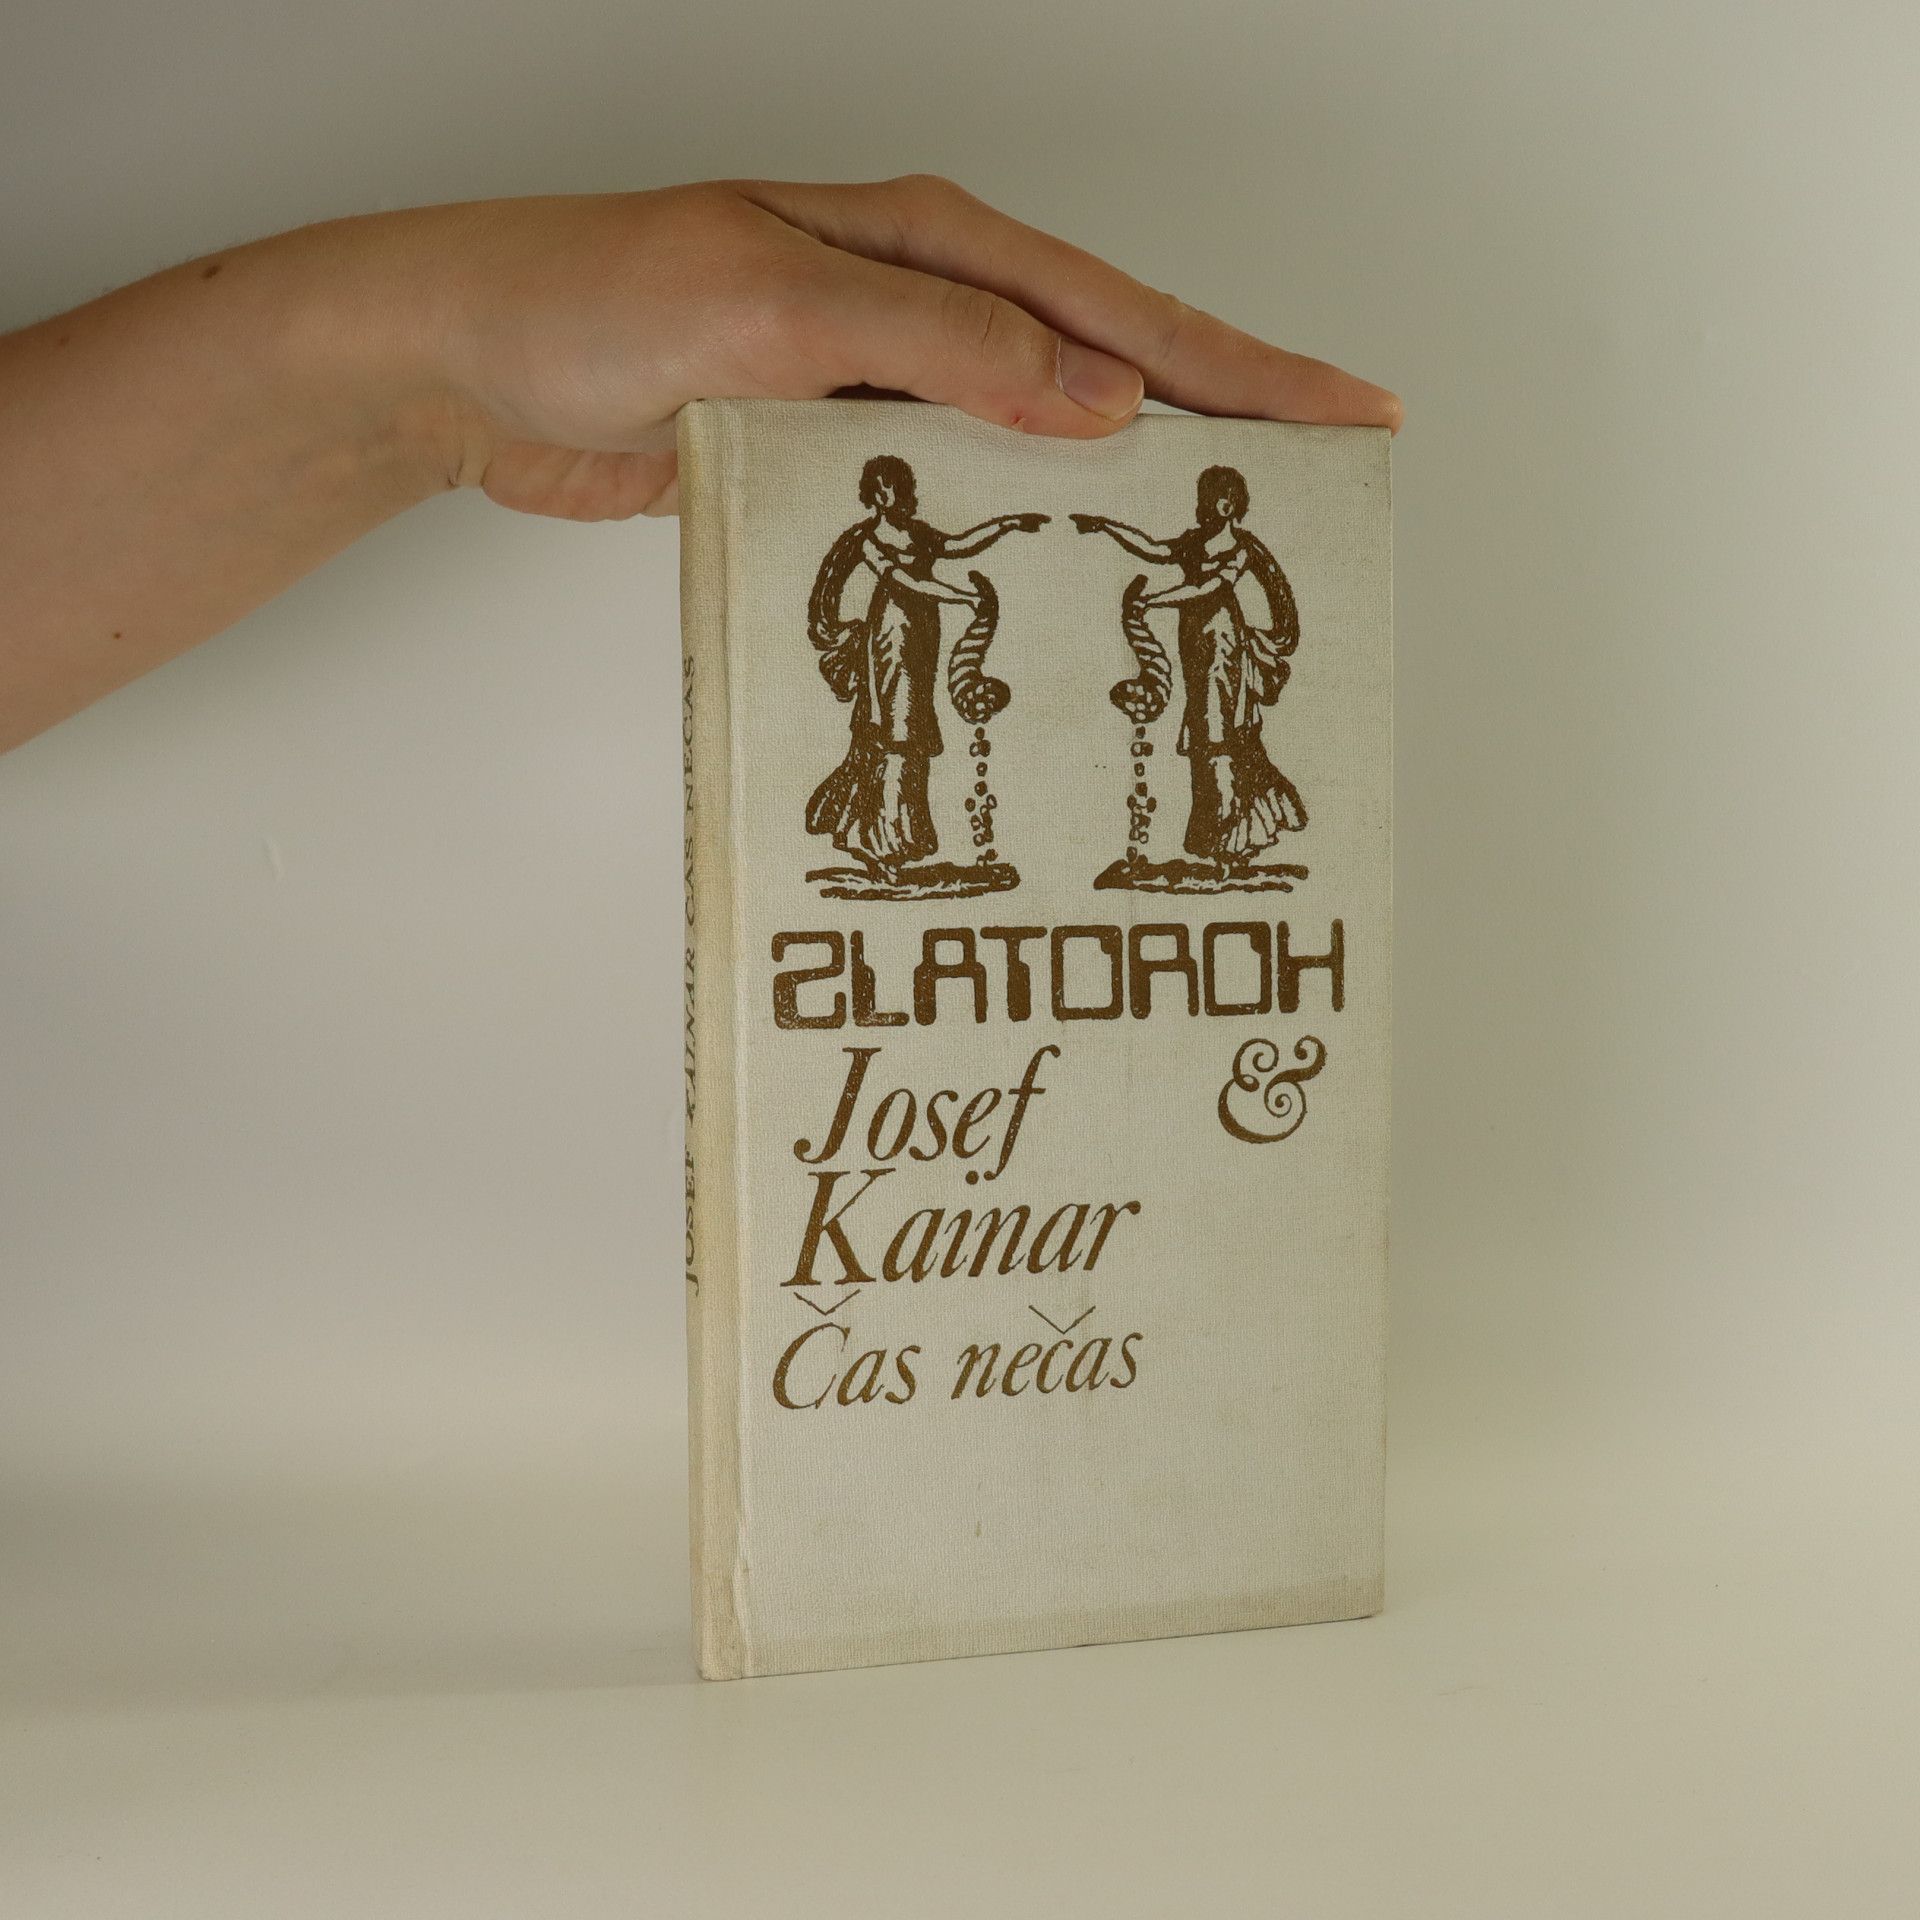 ZLATOROH
Josef &
Kainar
Čas nečas
JOSEF KAINAR ČAS NEČAS